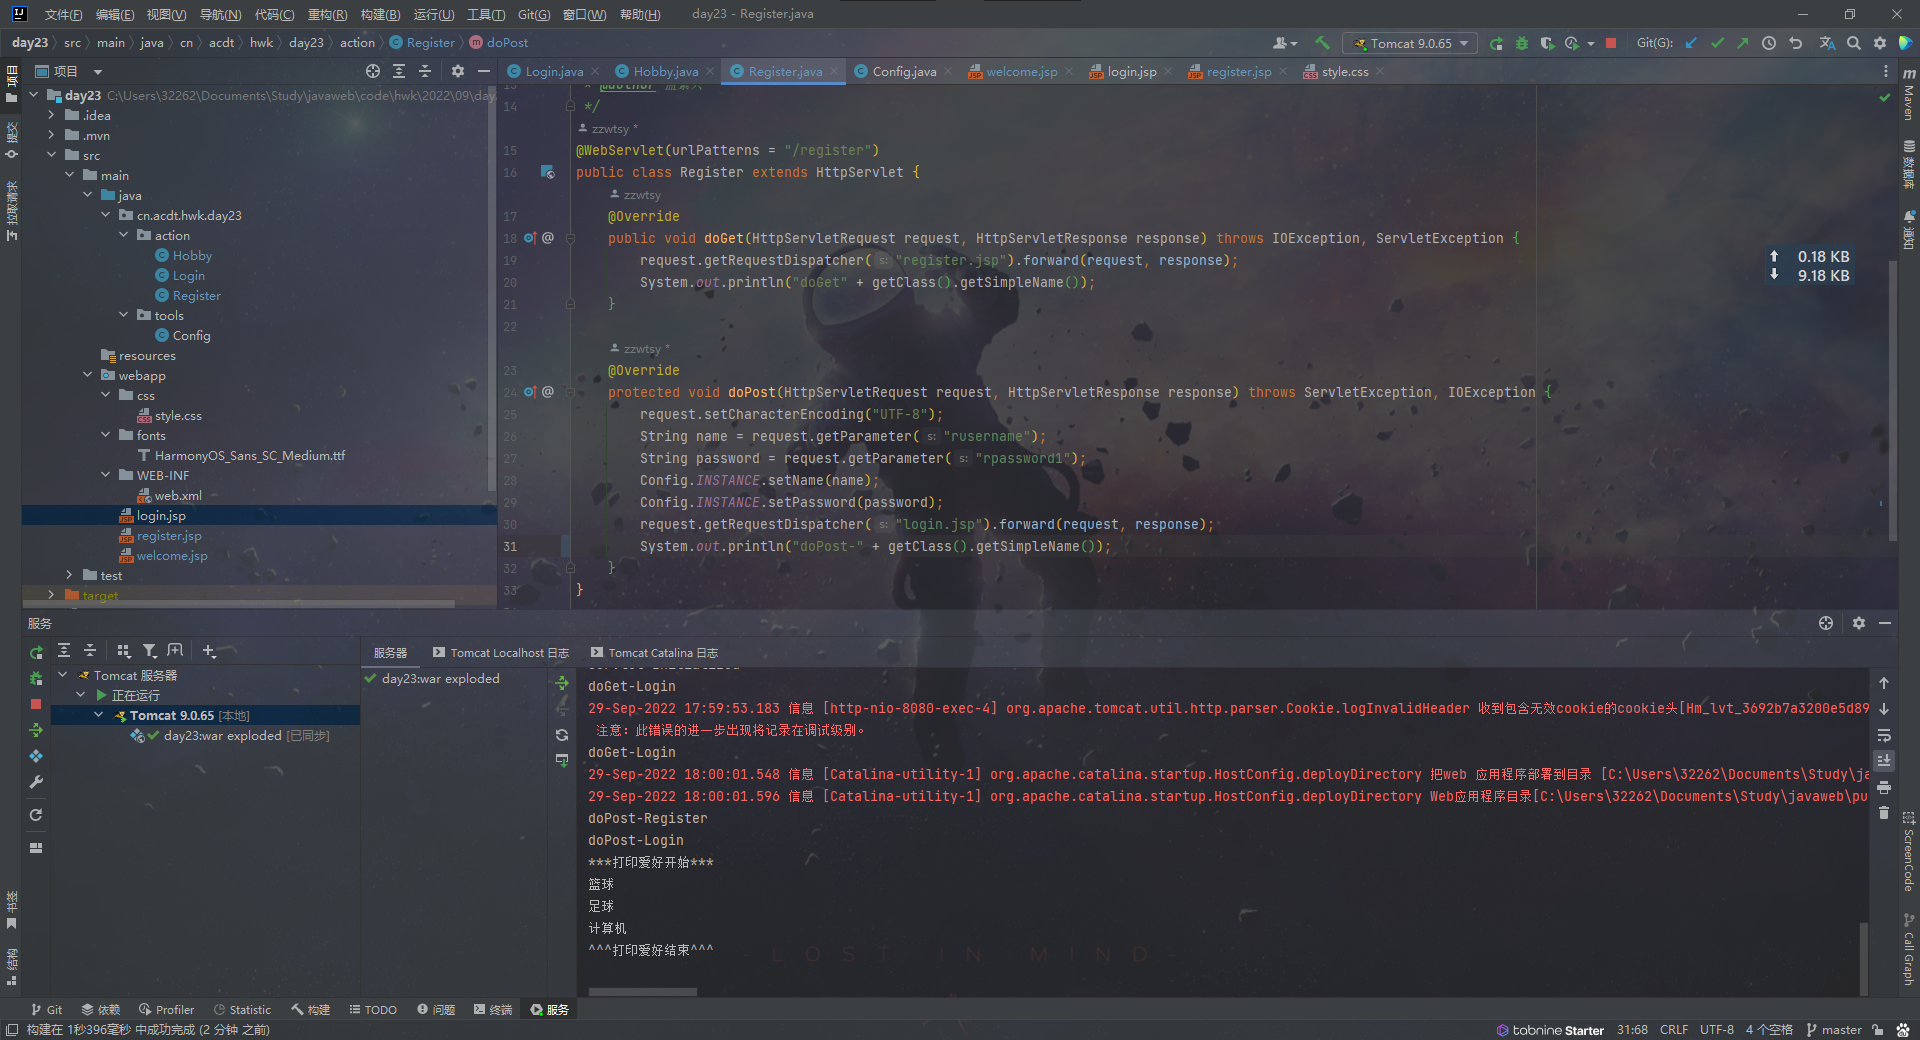 文件(F) 编辑(E) 视图(V) 导航(N) 代码(C) 重构(R) 构建(B) 运行(U) 工具(T) Git(G) 窗口(W) 帮助(H) day23 - Register.java
day23 src main java cn acdt hwk day23 action Register doPost
Tomcat 9.0.65 Git(G):
项目
Login.java Hobby.java Register.java Config.java welcome.jsp login.jsp register.jsp style.css
day23 C:\Users\32262\Documents\Study\javaweb\code\hwk\2022\09\day
.idea
.mvn
src
main
java
cn.acdt.hwk.day23
action
Hobby
Login
Register
tools
Config
resources
webapp
css
style.css
fonts
HarmonyOS_Sans_SC_Medium.ttf
WEB-INF
web.xml
login.jsp
register.jsp
welcome.jsp
test
target
项目
提交
拉取请求
书签
结构
14 */
zzwtsy *
15 @WebServlet(urlPatterns = "/register")
16 public class Register extends HttpServlet {
zzwtsy
17 @Override
18 public void doGet(HttpServletRequest request, HttpServletResponse response) throws IOException, ServletException {
19 request.getRequestDispatcher( s: "register.jsp").forward(request, response);
20 System.out.println("doGet" + getClass().getSimpleName());
21 }
22
zzwtsy *
23 @Override
24 protected void doPost(HttpServletRequest request, HttpServletResponse response) throws ServletException, IOException {
25 request.setCharacterEncoding("UTF-8");
26 String name = request.getParameter( s: "rusername");
27 String password = request.getParameter( s: "rpassword1");
28 Config.INSTANCE.setName(name);
29 Config.INSTANCE.setPassword(password);
30 request.getRequestDispatcher( s: "login.jsp").forward(request, response);
31 System.out.println("doPost-" + getClass().getSimpleName());
32 }
33 }
0.18 KB
9.18 KB
m Maven
数据库
通知
ScreenCode
Call Graph
服务
服务器 Tomcat Localhost 日志 Tomcat Catalina 日志
Tomcat 服务器
正在运行
Tomcat 9.0.65 [本地]
day23:war exploded [已同步]
day23:war exploded
doGet-Login
29-Sep-2022 17:59:53.183 信息 [http-nio-8080-exec-4] org.apache.tomcat.util.http.parser.Cookie.logInvalidHeader 收到包含无效cookie的cookie头[Hm_lvt_3692b7a3200e5d89
注意: 此错误的进一步出现将记录在调试级别。
doGet-Login
29-Sep-2022 18:00:01.548 信息 [Catalina-utility-1] org.apache.catalina.startup.HostConfig.deployDirectory 把web 应用程序部署到目录 [C:\Users\32262\Documents\Study\ja
29-Sep-2022 18:00:01.596 信息 [Catalina-utility-1] org.apache.catalina.startup.HostConfig.deployDirectory Web应用程序目录[C:\Users\32262\Documents\Study\javaweb\pu
doPost-Register
doPost-Login
***打印爱好开始***
篮球
足球
计算机
^^^打印爱好结束^^^
LOST IN MIND
Git 依赖 Profiler Statistic 构建 TODO 问题 终端 服务
构建在 1秒396毫秒 中成功完成 (2 分钟 之前)
tabnine Starter 31:68 CRLF UTF-8 4 个空格 master